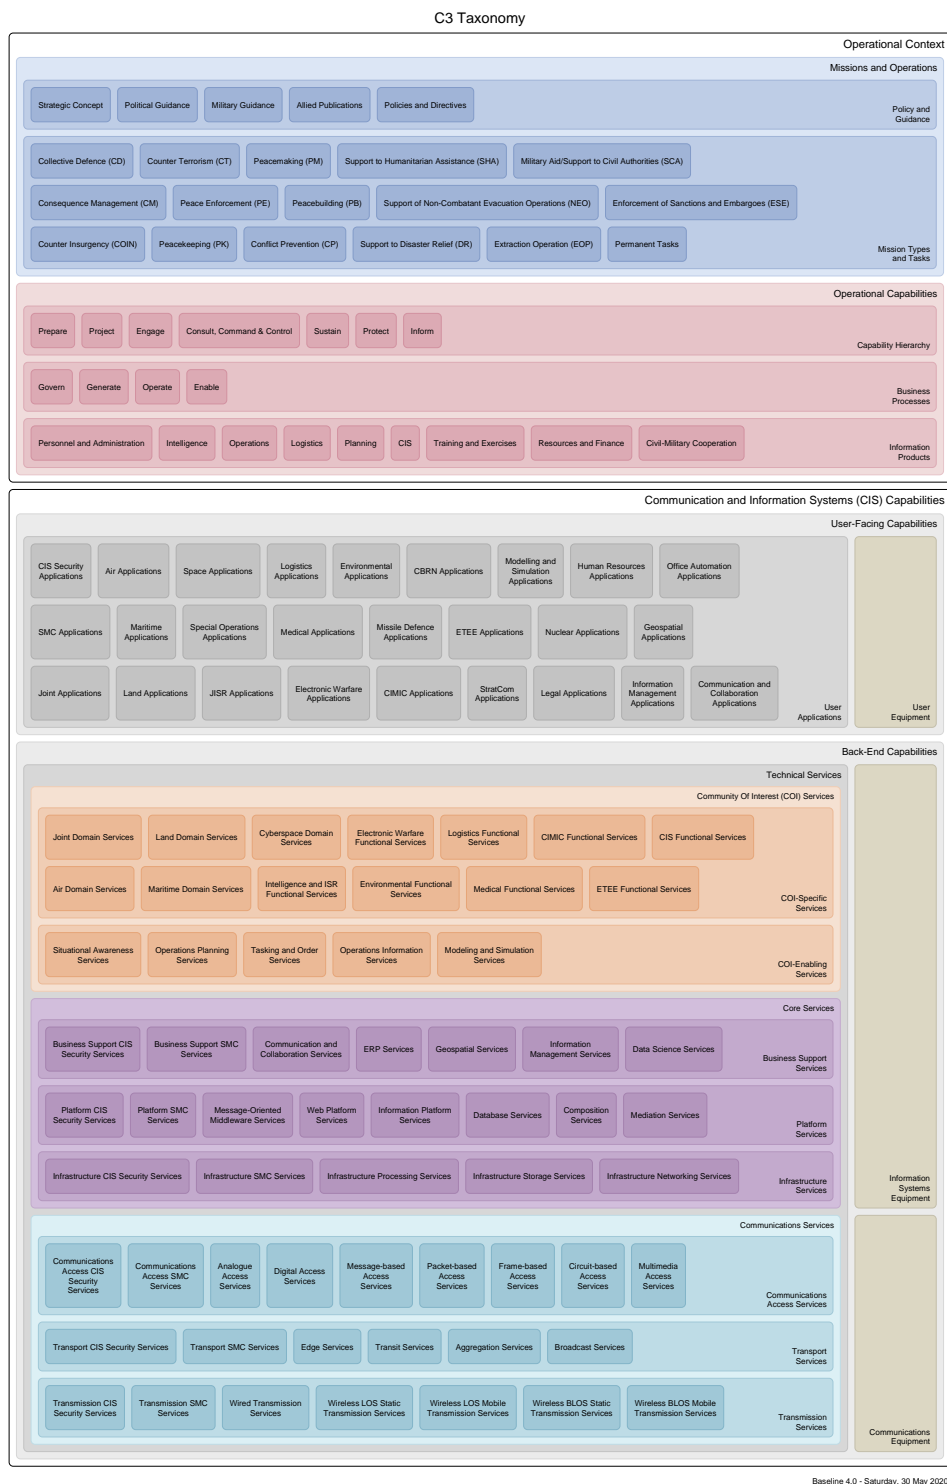 C3 Taxonomy
Operational Context
Missions and Operations
Strategic Concept
Political Guidance
Military Guidance
Allied Publications
Policies and Directives
Policy and
Guidance
Collective Defence (CD)
Counter Terrorism (CT)
Peacemaking (PM)
Support to Humanitarian Assistance (SHA)
Military Aid/Support to Civil Authorities (SCA)
Consequence Management (CM)
Peace Enforcement (PE)
Peacebuilding (PB)
Support of Non-Combatant Evacuation Operations (NEO)
Enforcement of Sanctions and Embargoes (ESE)
Counter Insurgency (COIN)
Peacekeeping (PK)
Conflict Prevention (CP)
Support to Disaster Relief (DR)
Extraction Operation (EOP)
Permanent Tasks
Mission Types
and Tasks
Operational Capabilities
Prepare
Project
Engage
Consult, Command & Control
Sustain
Protect
Inform
Capability Hierarchy
Govern
Generate
Operate
Enable
Business
Processes
Personnel and Administration
Intelligence
Operations
Logistics
Planning
CIS
Training and Exercises
Resources and Finance
Civil-Military Cooperation
Information
Products
Communication and Information Systems (CIS) Capabilities
User-Facing Capabilities
CIS Security
Applications
Air Applications
Space Applications
Logistics
Applications
Environmental
Applications
CBRN Applications
Modelling and
Simulation
Applications
Human Resources
Applications
Office Automation
Applications
SMC Applications
Maritime
Applications
Special Operations
Applications
Medical Applications
Missile Defence
Applications
ETEE Applications
Nuclear Applications
Geospatial
Applications
Joint Applications
Land Applications
JISR Applications
Electronic Warfare
Applications
CIMIC Applications
StratCom
Applications
Legal Applications
Information
Management
Applications
Communication and
Collaboration
Applications
User
Applications
User
Equipment
Back-End Capabilities
Technical Services
Community Of Interest (COI) Services
Joint Domain Services
Land Domain Services
Cyberspace Domain
Services
Electronic Warfare
Functional Services
Logistics Functional
Services
CIMIC Functional Services
CIS Functional Services
Air Domain Services
Maritime Domain Services
Intelligence and ISR
Functional Services
Environmental Functional
Services
Medical Functional Services
ETEE Functional Services
COI-Specific
Services
Situational Awareness
Services
Operations Planning
Services
Tasking and Order
Services
Operations Information
Services
Modeling and Simulation
Services
COI-Enabling
Services
Core Services
Business Support CIS
Security Services
Business Support SMC
Services
Communication and
Collaboration Services
ERP Services
Geospatial Services
Information
Management Services
Data Science Services
Business Support
Services
Platform CIS
Security Services
Platform SMC
Services
Message-Oriented
Middleware Services
Web Platform
Services
Information Platform
Services
Database Services
Composition
Services
Mediation Services
Platform
Services
Infrastructure CIS Security Services
Infrastructure SMC Services
Infrastructure Processing Services
Infrastructure Storage Services
Infrastructure Networking Services
Infrastructure
Services
Information
Systems
Equipment
Communications Services
Communications
Access CIS
Security
Services
Communications
Access SMC
Services
Analogue
Access
Services
Digital Access
Services
Message-based
Access
Services
Packet-based
Access
Services
Frame-based
Access
Services
Circuit-based
Access
Services
Multimedia
Access
Services
Communications
Access Services
Transport CIS Security Services
Transport SMC Services
Edge Services
Transit Services
Aggregation Services
Broadcast Services
Transport
Services
Transmission CIS
Security Services
Transmission SMC
Services
Wired Transmission
Services
Wireless LOS Static
Transmission Services
Wireless LOS Mobile
Transmission Services
Wireless BLOS Static
Transmission Services
Wireless BLOS Mobile
Transmission Services
Transmission
Services
Communications
Equipment
Baseline 4.0 - Saturday, 30 May 2020